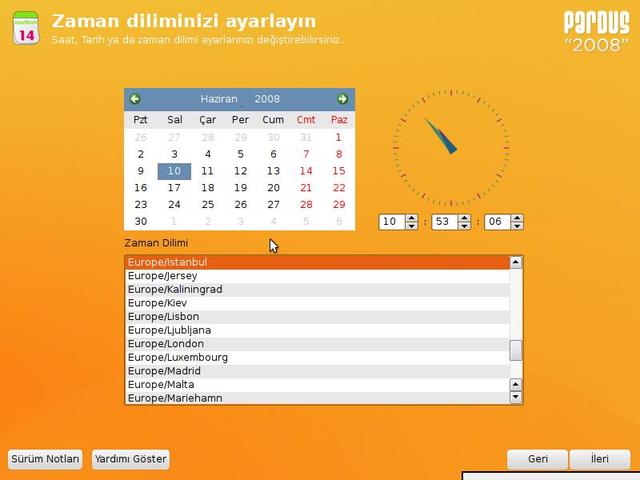 HAZİRAN
14
Zaman diliminizi ayarlayın
Saat, Tarih ya da zaman dilimi ayarlarınızı değiştirebilirsiniz..
PARDUS
“2008”
Haziran 2008
Pzt Sal Çar Per Cum Cmt Paz
26 27 28 29 30 31 1
2 3 4 5 6 7 8
9 10 11 12 13 14 15
16 17 18 19 20 21 22
23 24 25 26 27 28 29
30 1 2 3 4 5 6
10 : 53 : 06
Zaman Dilimi
Europe/Istanbul
Europe/Jersey
Europe/Kaliningrad
Europe/Kiev
Europe/Lisbon
Europe/Ljubljana
Europe/London
Europe/Luxembourg
Europe/Madrid
Europe/Malta
Europe/Mariehamn
Sürüm Notları Yardımı Göster Geri İleri